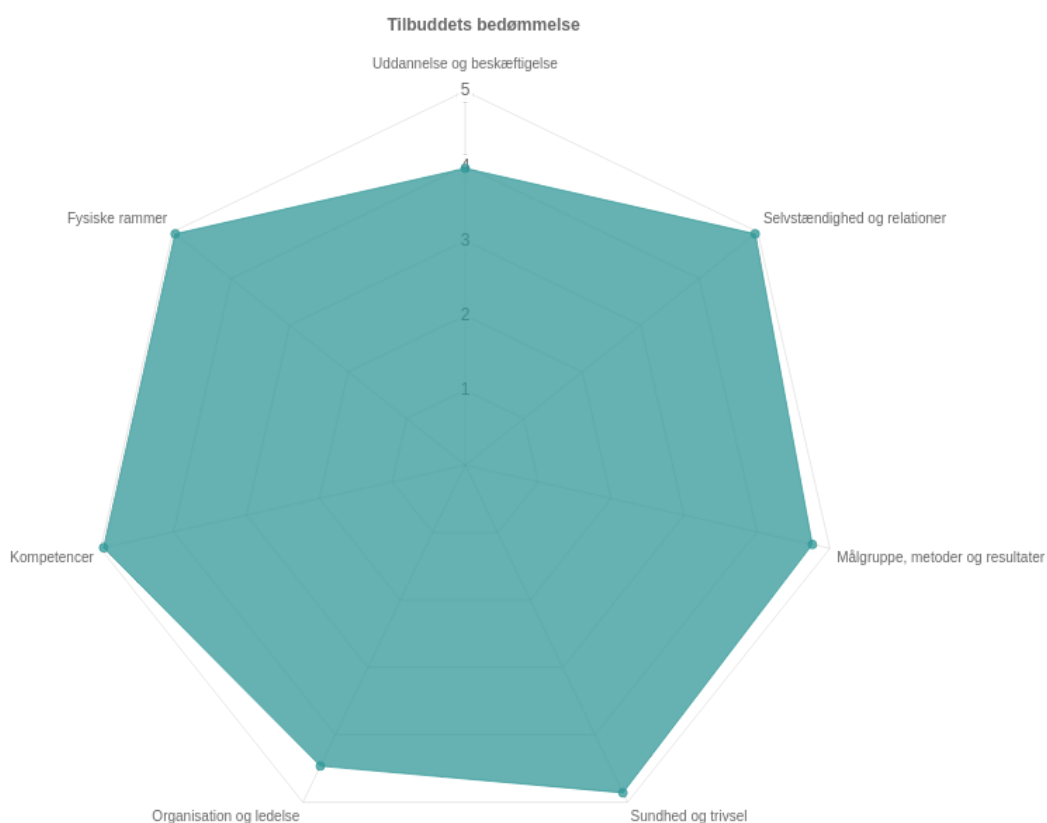 Tilbuddets bedømmelse
Uddannelse og beskæftigelse
5
4
Fysiske rammer
Selvstændighed og relationer
3
2
1
Kompetencer
Målgruppe, metoder og resultater
Organisation og ledelse
Sundhed og trivsel